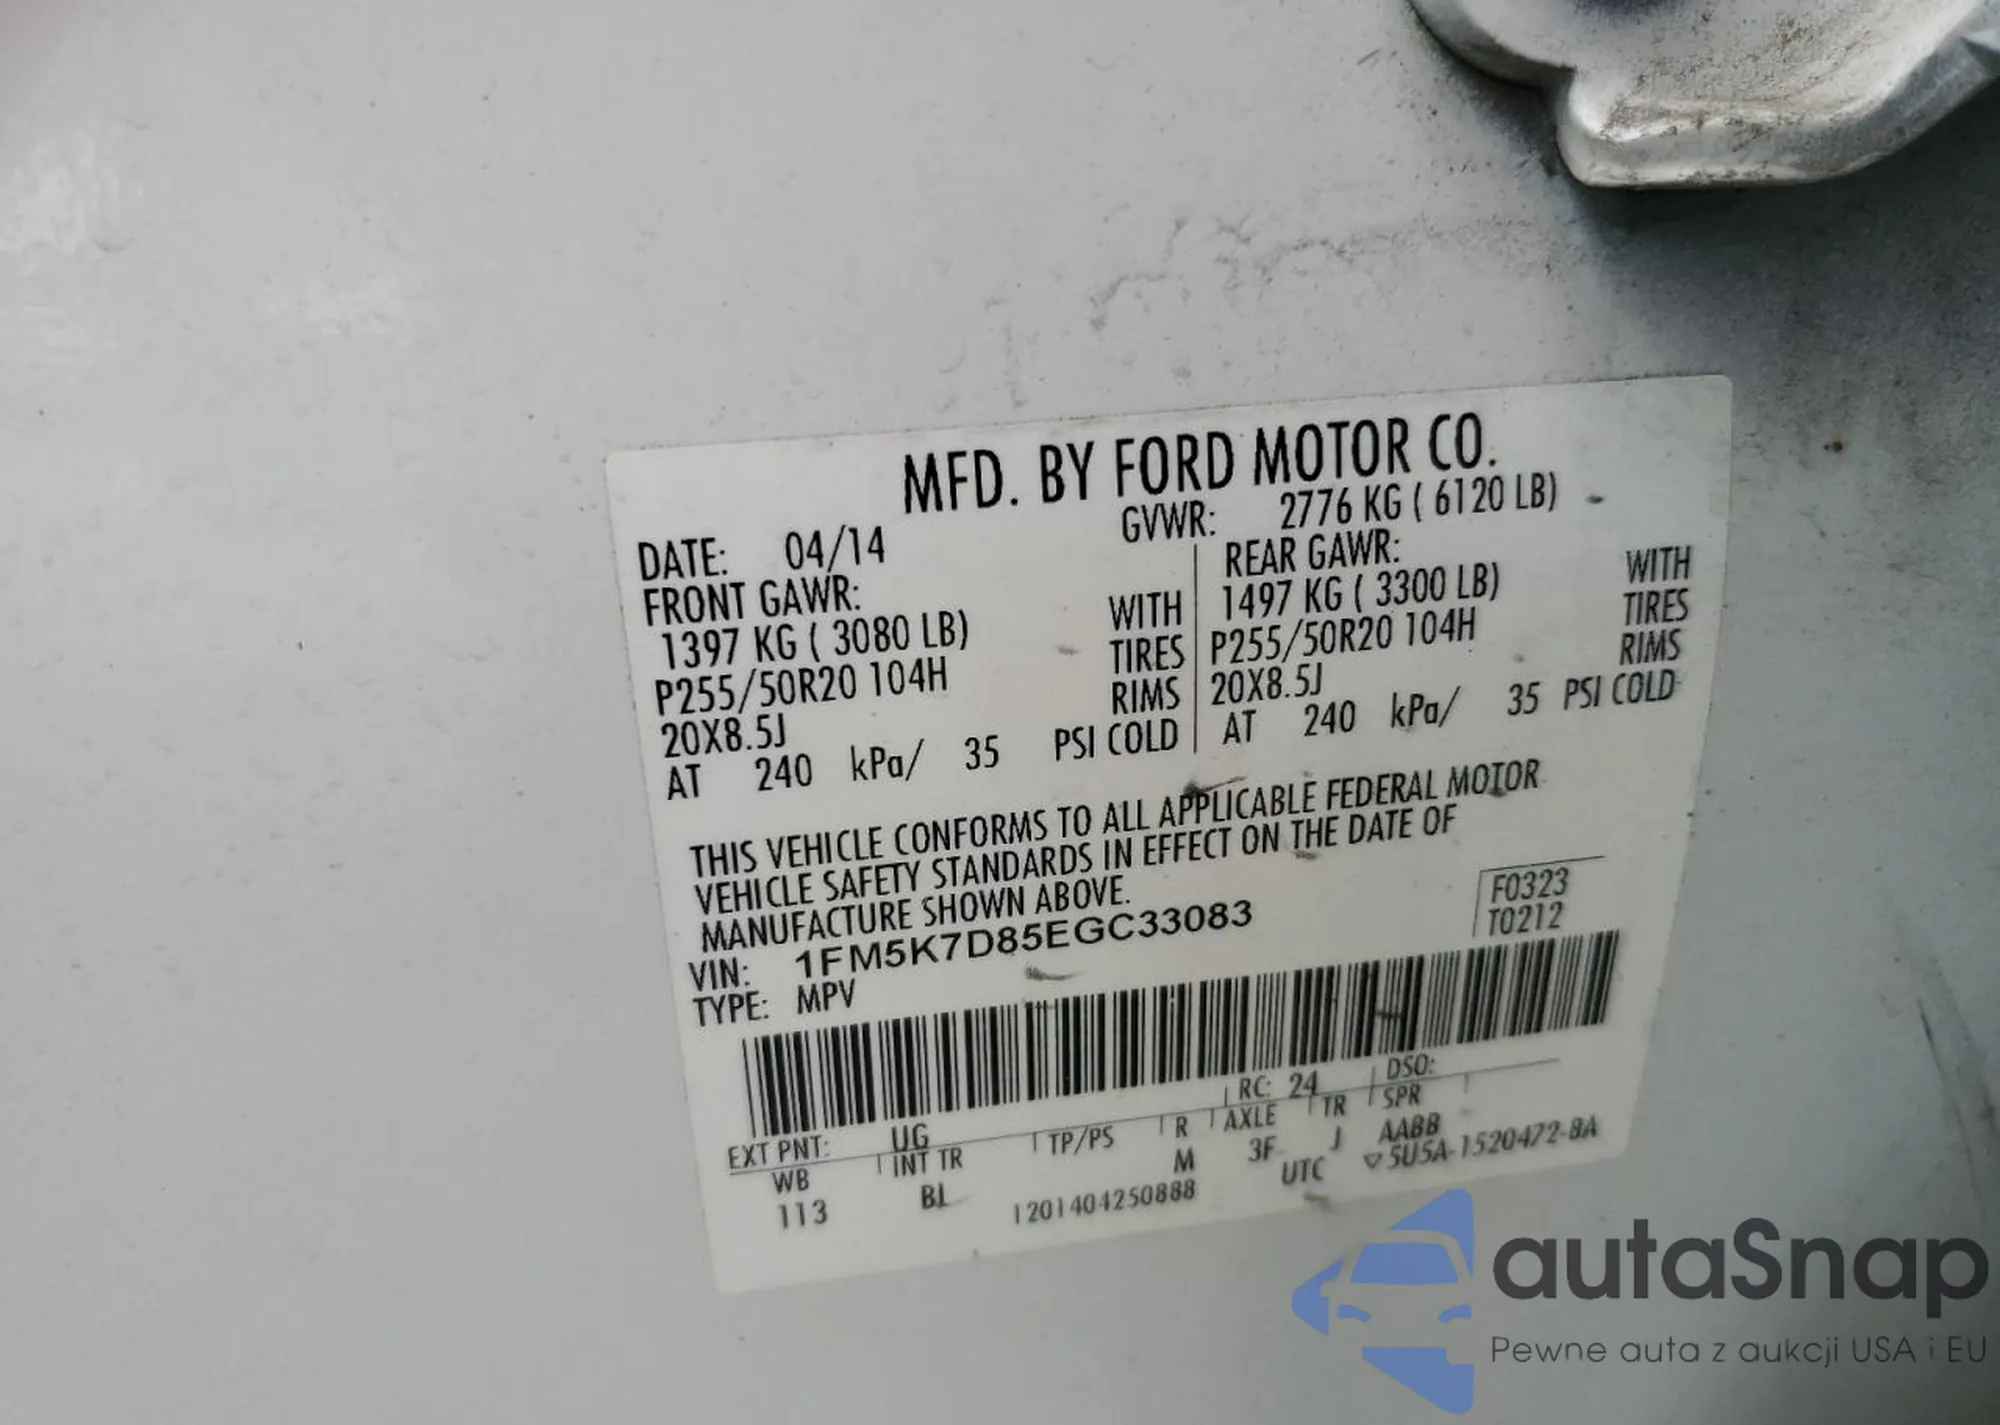 MFD. BY FORD MOTOR CO.
DATE: 04/14 GVWR: 2776 KG ( 6120 LB)
FRONT GAWR: REAR GAWR:
1397 KG ( 3080 LB) WITH 1497 KG ( 3300 LB) WITH
P255/50R20 104H TIRES P255/50R20 104H TIRES
20X8.5J RIMS 20X8.5J RIMS
AT 240 kPa/ 35 PSI COLD AT 240 kPa/ 35 PSI COLD
THIS VEHICLE CONFORMS TO ALL APPLICABLE FEDERAL MOTOR
VEHICLE SAFETY STANDARDS IN EFFECT ON THE DATE OF
MANUFACTURE SHOWN ABOVE.
VIN: 1FM5K7D85EGC33083 F0323
TYPE: MPV T0212
EXT PNT: UG RC: 24 DSO:
WB INT TR TP/PS R AXLE TR SPR
113 BL M 3F J AABB
1201404250888 UTC ▽5U5A-1520472-BA
autaSnap
Pewne auta z aukcji USA i EU